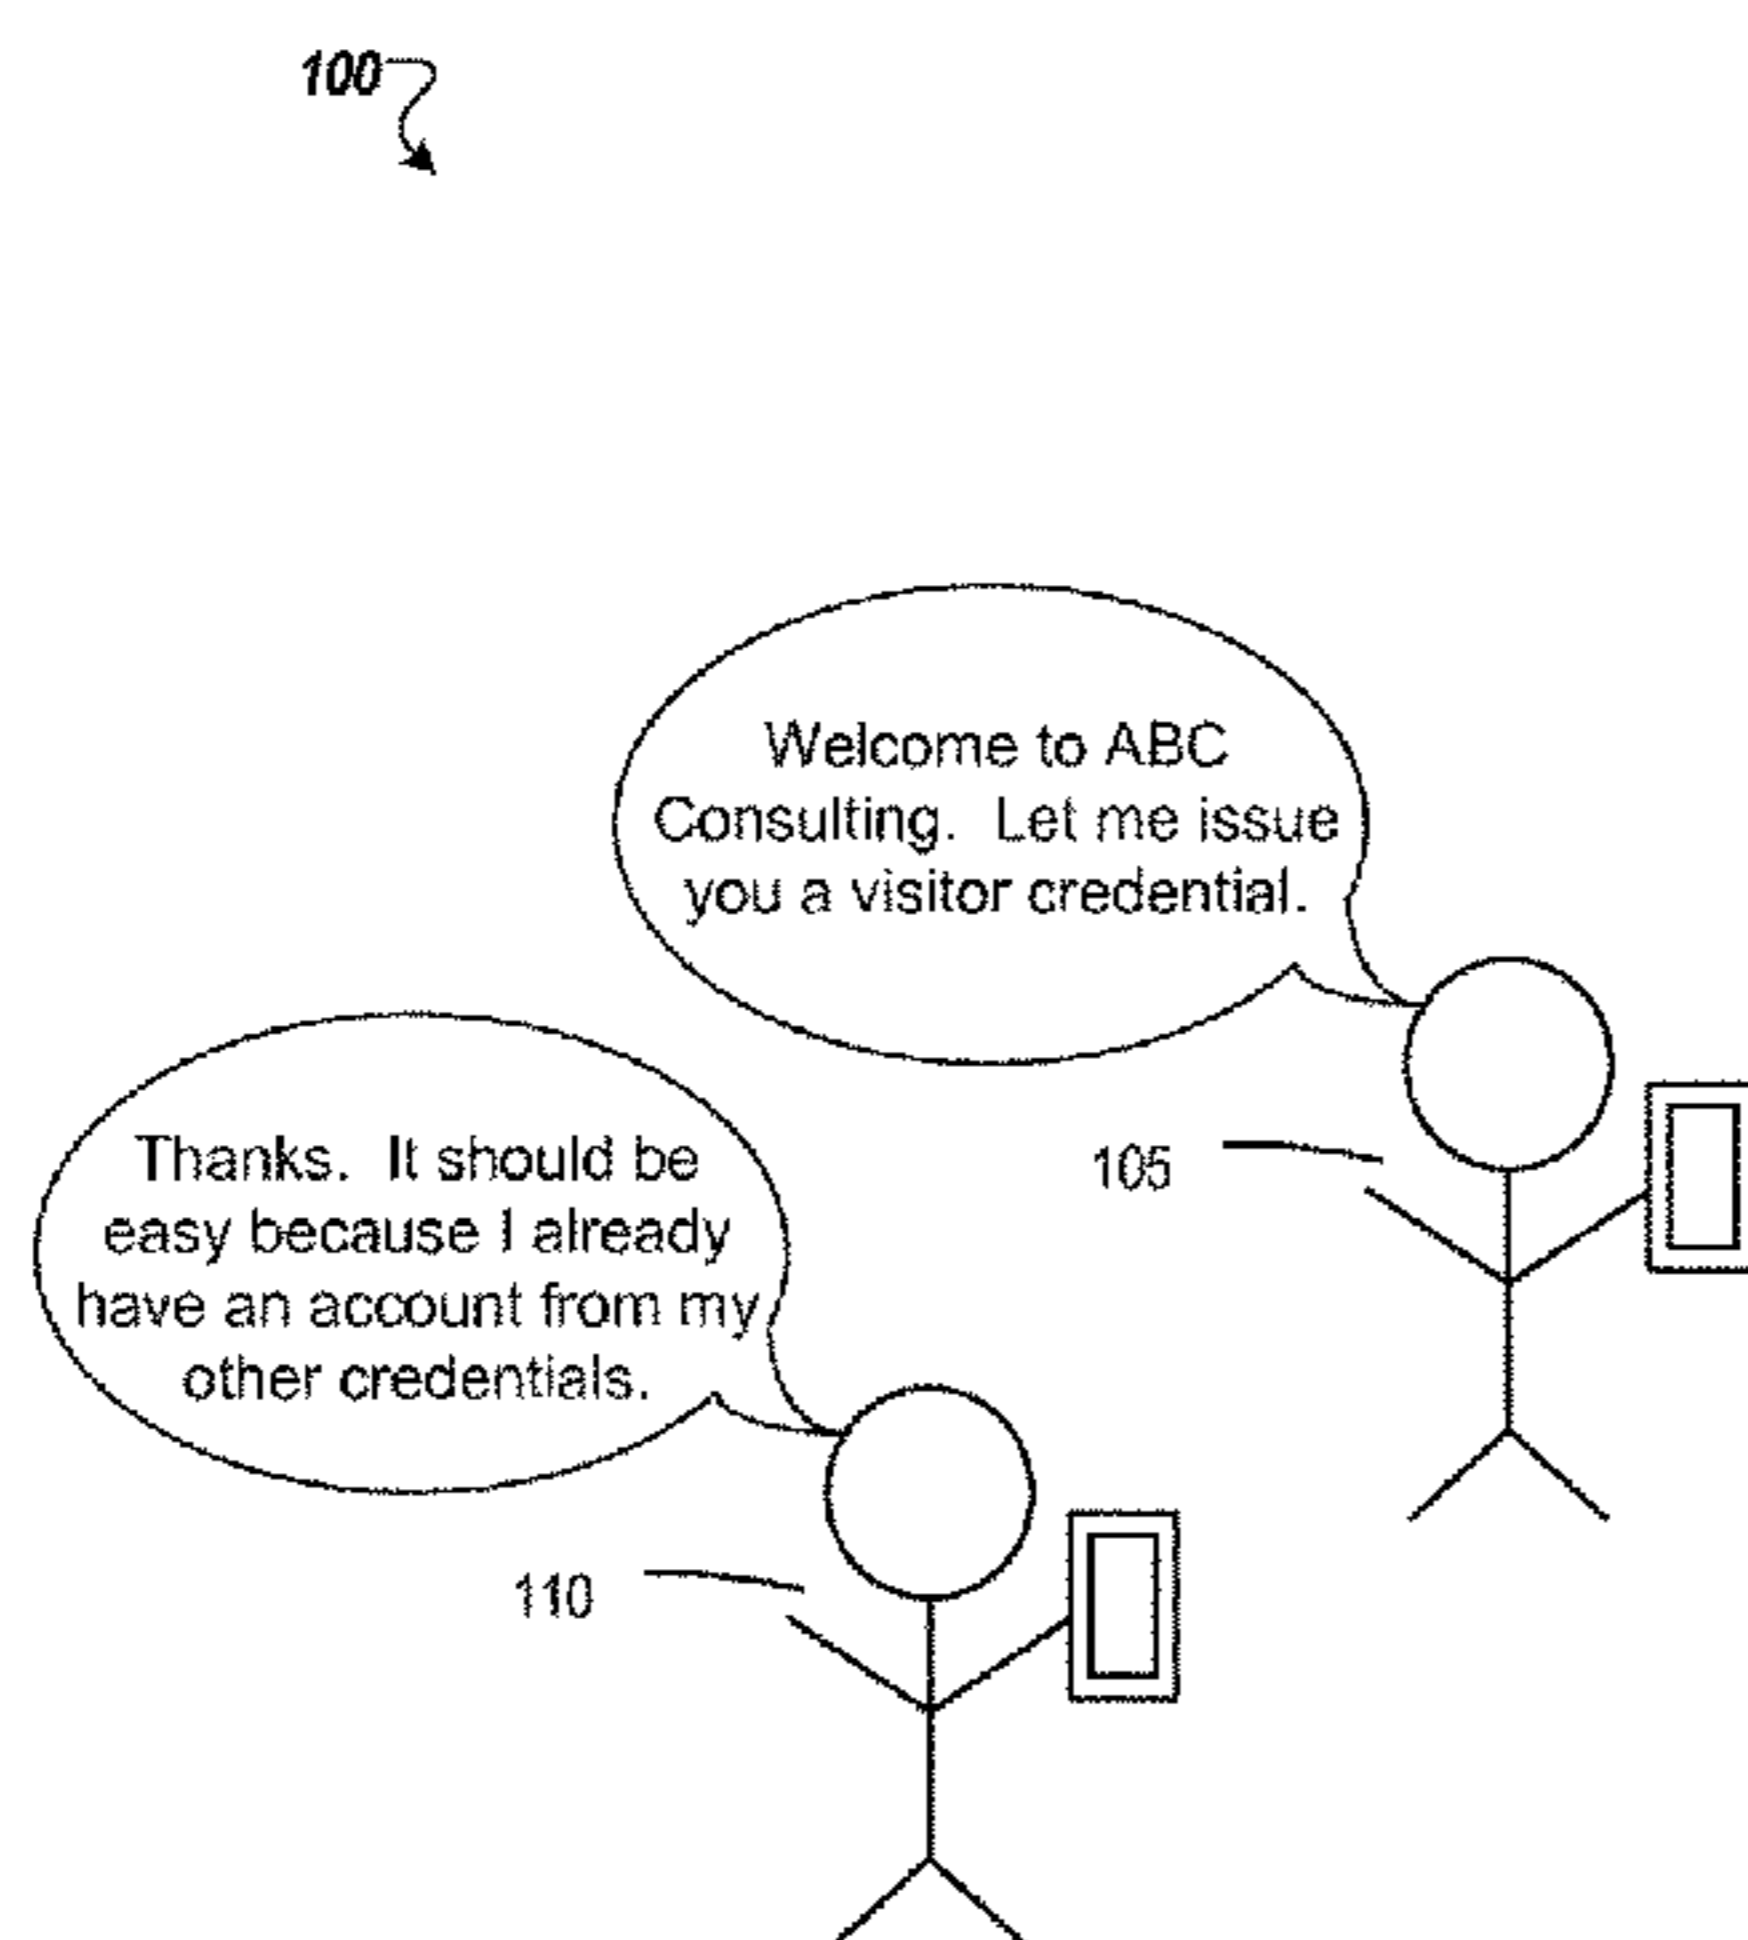 100
Welcome to ABC
Consulting. Let me issue
you a visitor credential.
Thanks. It should be
easy because I already
have an account from my
other credentials.
105
110